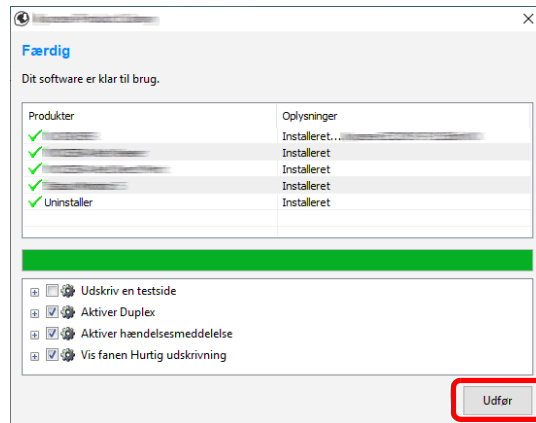 Færdig
Dit software er klar til brug.
Produkter Oplysninger
Installeret...
Installeret
Installeret
Installeret
Uninstaller Installeret
Udskriv en testside
Aktiver Duplex
Aktiver hændelsesmeddelelse
Vis fanen Hurtig udskrivning
Udfør